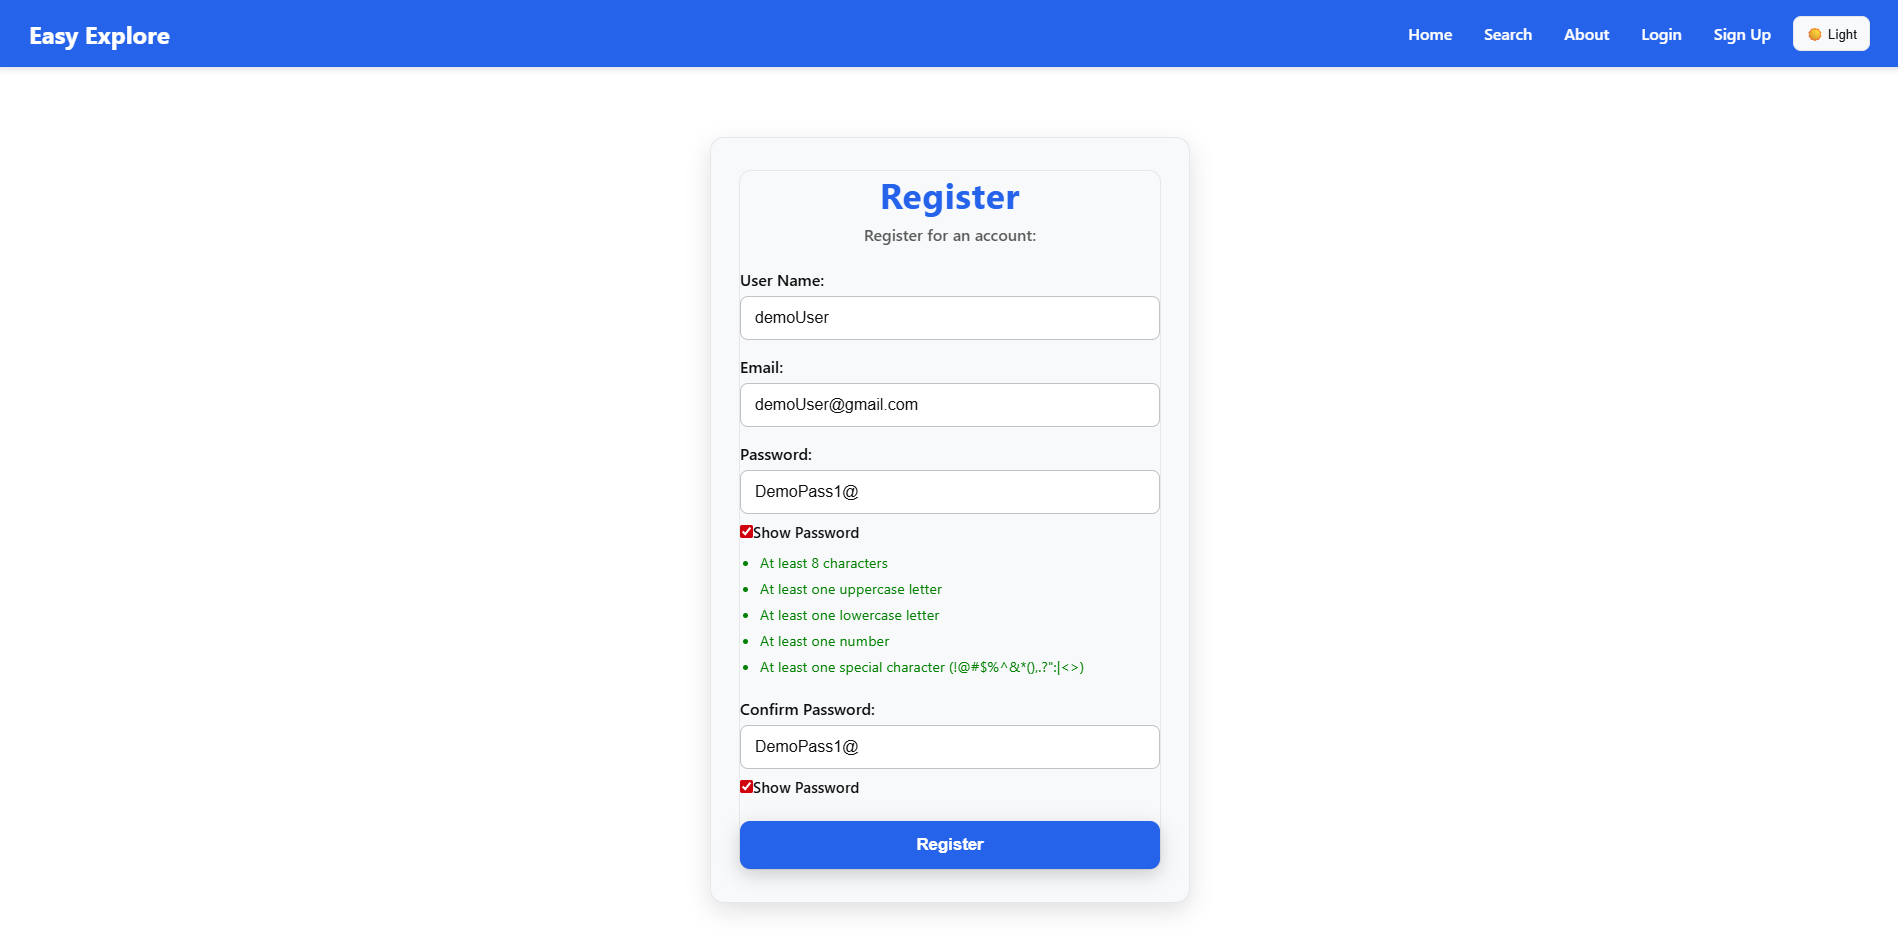 Easy Explore
Home Search About Login Sign Up Light
Register
Register for an account:
User Name:
demoUser
Email:
demoUser@gmail.com
Password:
DemoPass1@
Show Password
At least 8 characters
At least one uppercase letter
At least one lowercase letter
At least one number
At least one special character (!@#$%^&*(),.?":|<>)
Confirm Password:
DemoPass1@
Show Password
Register